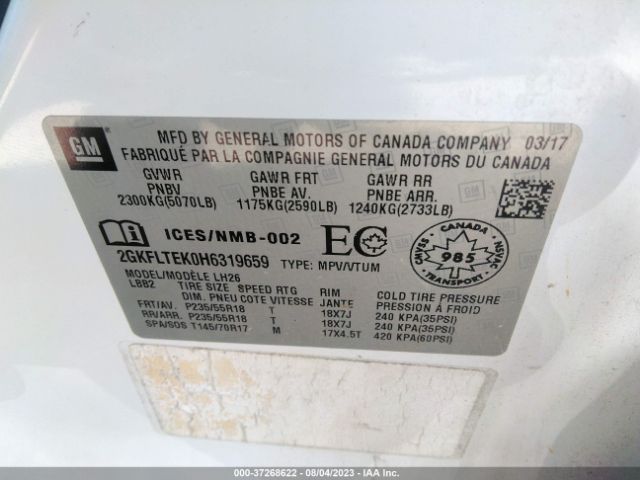 GM
MFD BY GENERAL MOTORS OF CANADA COMPANY 03/17
FABRIQUÉ PAR LA COMPAGNIE GENERAL MOTORS DU CANADA
GVWR GAWR FRT GAWR RR
PNBV PNBE AV. PNBE ARR.
2300KG(5070LB) 1175KG(2590LB) 1240KG(2733LB)
ICES/NMB-002 EC
CANADA
CMVSS 985 NSVAC
TRANSPORT
2GKFLTEK0H6319659 TYPE: MPV/VTUM
MODEL/MODÈLE LH26
LBB2 TIRE SIZE SPEED RTG RIM COLD TIRE PRESSURE
DIM. PNEU COTE VITESSE JANTE PRESSION À FROID
FRT/AV. P235/55R18 T 18X7J 240 KPA(35PSI)
RR/ARR. P235/55R18 T 18X7J 240 KPA(35PSI)
SPA/SOS T145/70R17 M 17X4.5T 420 KPA(60PSI)
000-37268622 - 08/04/2023 - IAA Inc.